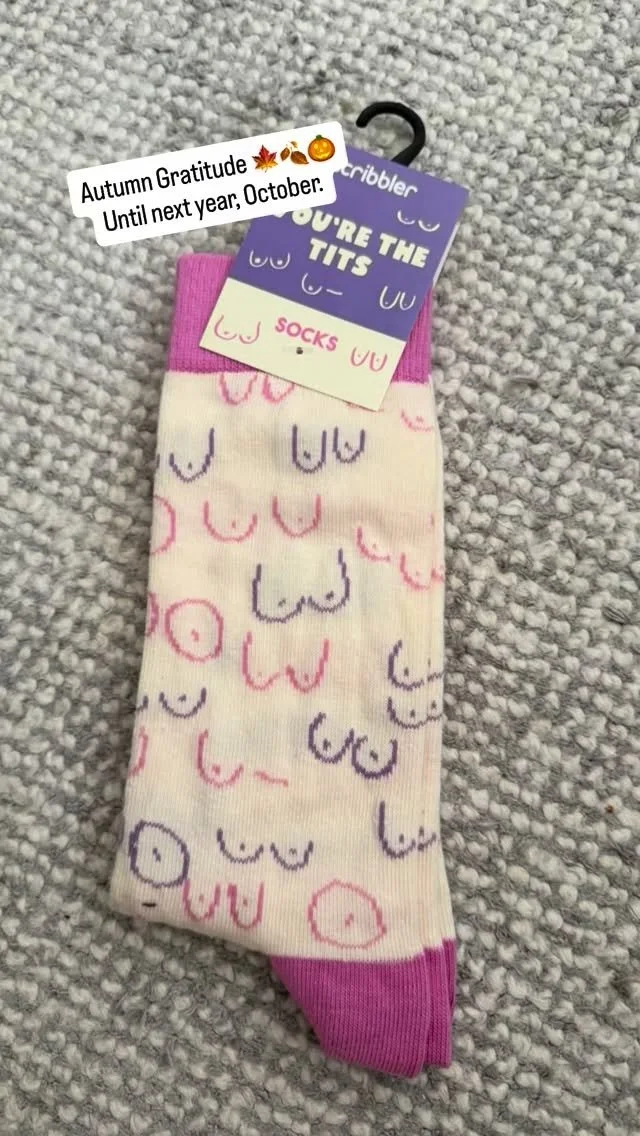 Autumn Gratitude 🍁🍂🎃
Until next year, October.
cribbler
OU'RE THE
TITS
SOCKS